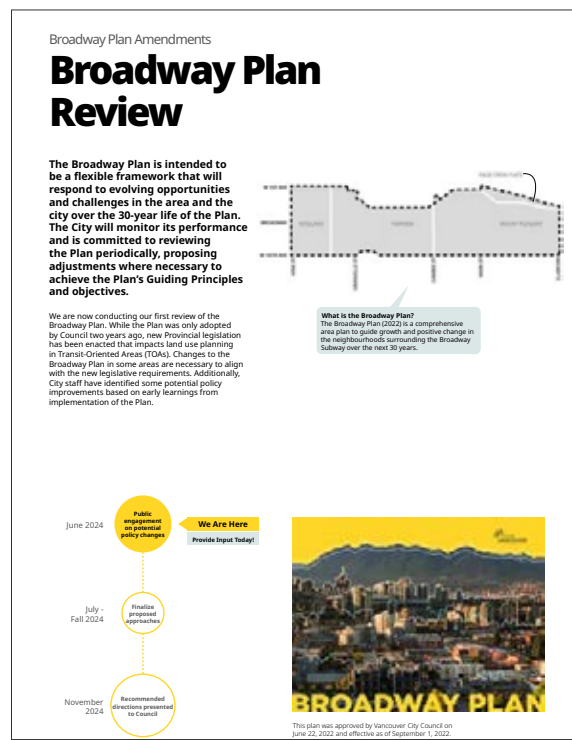 Broadway Plan Amendments
Broadway Plan
Review
The Broadway Plan is intended to
be a flexible framework that will
respond to evolving opportunities
and challenges in the area and the
city over the 30-year life of the Plan.
The City will monitor its performance
and is committed to reviewing
the Plan periodically, proposing
adjustments where necessary to
achieve the Plan's Guiding Principles
and objectives.
We are now conducting our first review of the
Broadway Plan. While the Plan was only adopted
by Council two years ago, new Provincial legislation
has been enacted that impacts land use planning
in Transit-Oriented Areas (TOAs). Changes to the
Broadway Plan in some areas are necessary to align
with the new legislative requirements. Additionally,
City staff have identified some potential policy
improvements based on early learnings from
implementation of the Plan.
What is the Broadway Plan?
The Broadway Plan (2022) is a comprehensive
area plan to guide growth and positive change in
the neighbourhoods surrounding the Broadway
Subway over the next 30 years.
June 2024
Public
engagement
on potential
policy changes
We Are Here
Provide Input Today!
July -
Fall 2024
Finalize
proposed
approaches
November
2024
Recommended
directions presented
to Council
BROADWAY PLAN
This plan was approved by Vancouver City Council on
June 22, 2022 and effective as of September 1, 2022.